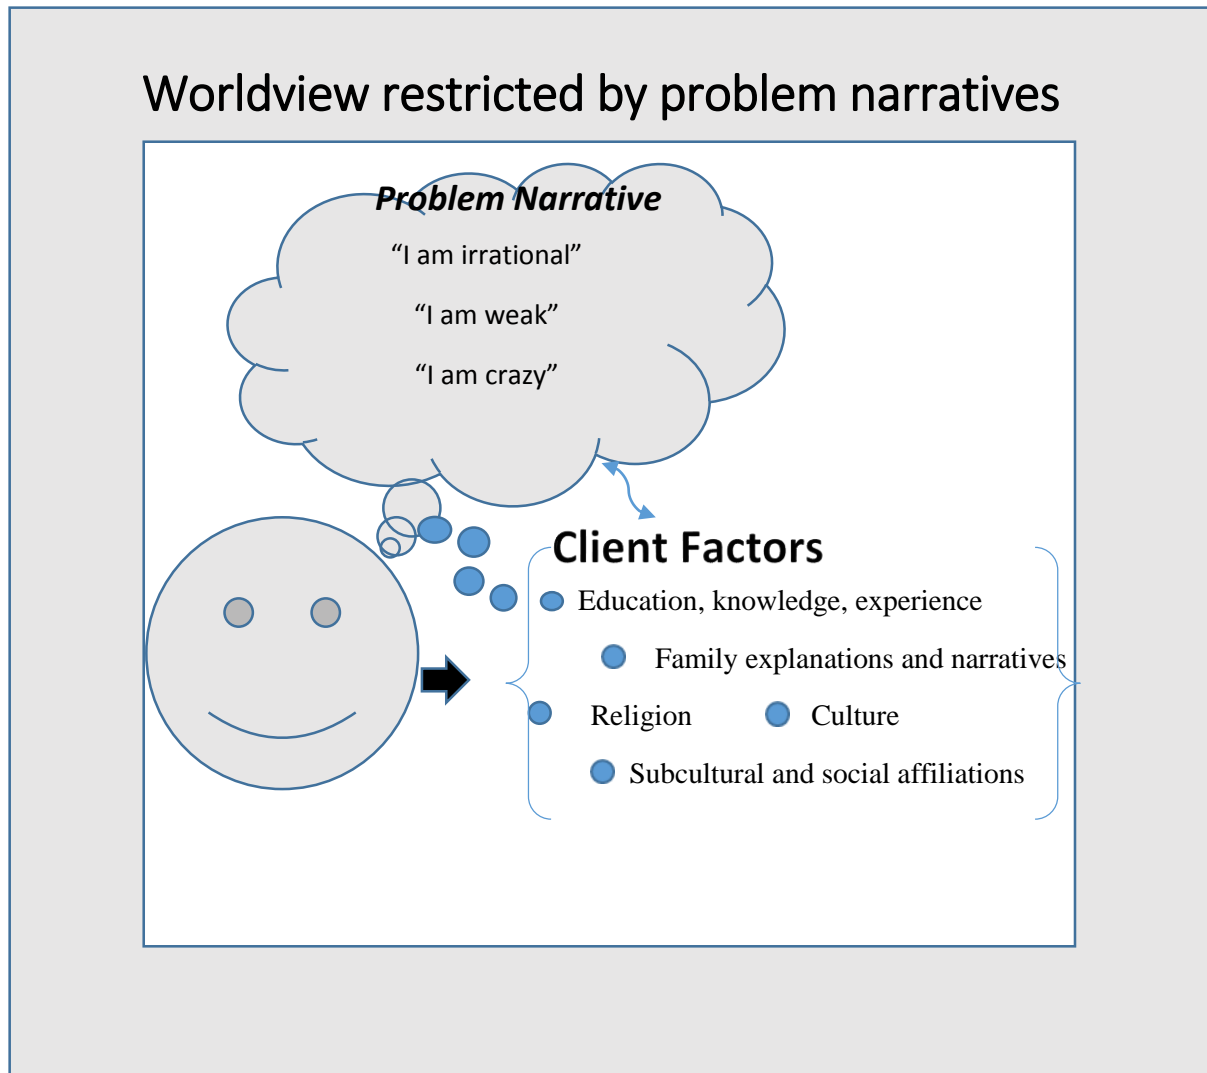 Worldview restricted by problem narratives
Problem Narrative
“I am irrational”
“I am weak”
“I am crazy”
Client Factors
Education, knowledge, experience
Family explanations and narratives
Religion Culture
Subcultural and social affiliations